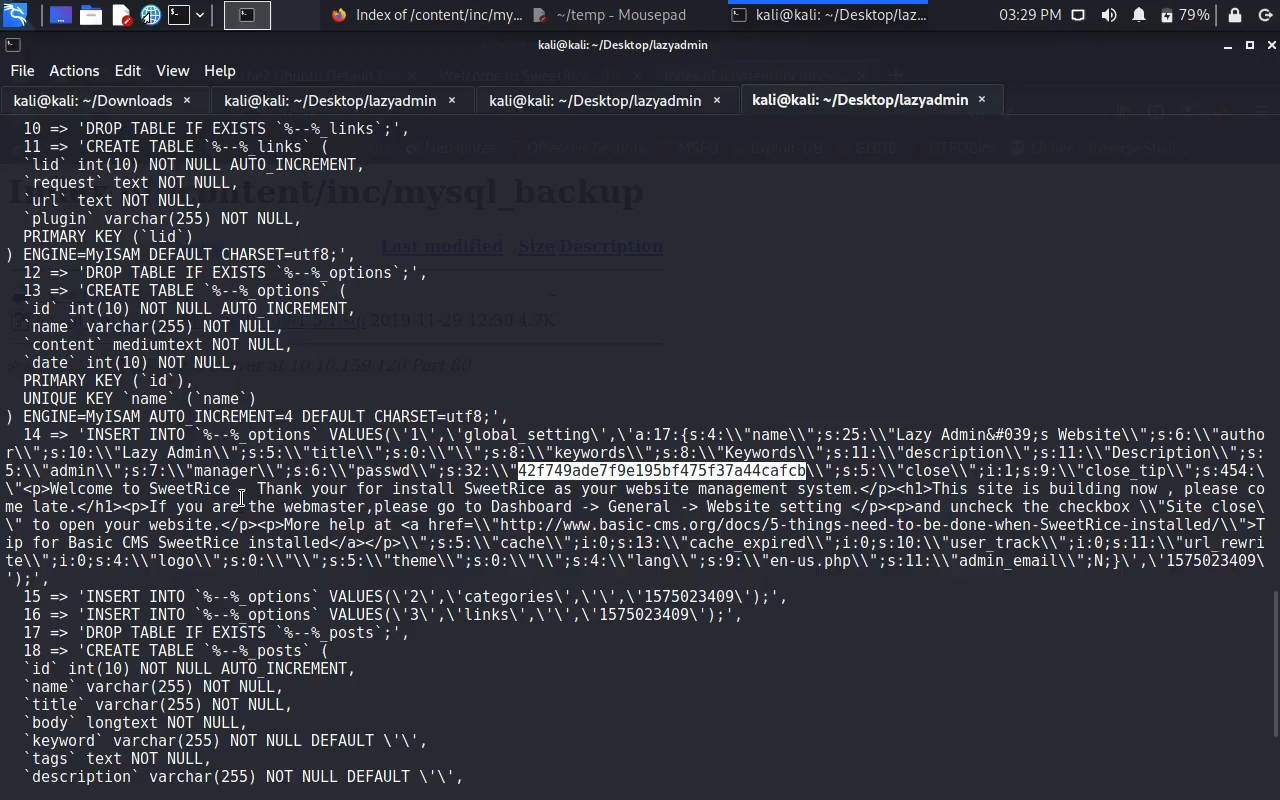 Index of /content/inc/my...
~/temp - Mousepad
kali@kali: ~/Desktop/laz...
03:29 PM
79%
kali@kali: ~/Desktop/lazyadmin
File Actions Edit View Help
kali@kali: ~/Downloads × kali@kali: ~/Desktop/lazyadmin × kali@kali: ~/Desktop/lazyadmin × kali@kali: ~/Desktop/lazyadmin ×
10 => 'DROP TABLE IF EXISTS `%--%_links`;',
11 => 'CREATE TABLE `%--%_links` (
`lid` int(10) NOT NULL AUTO_INCREMENT,
`request` text NOT NULL,
`url` text NOT NULL,
`plugin` varchar(255) NOT NULL,
PRIMARY KEY (`lid`)
) ENGINE=MyISAM DEFAULT CHARSET=utf8;',
12 => 'DROP TABLE IF EXISTS `%--%_options`;',
13 => 'CREATE TABLE `%--%_options` (
`id` int(10) NOT NULL AUTO_INCREMENT,
`name` varchar(255) NOT NULL,
`content` mediumtext NOT NULL,
`date` int(10) NOT NULL,
PRIMARY KEY (`id`),
UNIQUE KEY `name` (`name`)
) ENGINE=MyISAM AUTO_INCREMENT=4 DEFAULT CHARSET=utf8;',
14 => 'INSERT INTO `%--%_options` VALUES(\'1\',\'global_setting\',\'a:17:{s:4:\\"name\\";s:25:\\"Lazy Admin&#039;s Website\\";s:6:\\"autho
r\\";s:10:\\"Lazy Admin\\";s:5:\\"title\\";s:0:\\"\\";s:8:\\"keywords\\";s:8:\\"Keywords\\";s:11:\\"description\\";s:11:\\"Description\\";s:
5:\\"admin\\";s:7:\\"manager\\";s:6:\\"passwd\\";s:32:\\"42f749ade7f9e195bf475f37a44cafcb\\";s:5:\\"close\\";i:1;s:9:\\"close_tip\\";s:454:\
\"<p>Welcome to SweetRice - Thank your for install SweetRice as your website management system.</p><h1>This site is building now , please co
me late.</h1><p>If you are the webmaster,please go to Dashboard -> General -> Website setting </p><p>and uncheck the checkbox \\"Site close\
\" to open your website.</p><p>More help at <a href=\\"http://www.basic-cms.org/docs/5-things-need-to-be-done-when-SweetRice-installed/\\">T
ip for Basic CMS SweetRice installed</a></p>\\";s:5:\\"cache\\";i:0;s:13:\\"cache_expired\\";i:0;s:10:\\"user_track\\";i:0;s:11:\\"url_rewri
te\\";i:0;s:4:\\"logo\\";s:0:\\"\\";s:5:\\"theme\\";s:0:\\"\\";s:4:\\"lang\\";s:9:\\"en-us.php\\";s:11:\\"admin_email\\";N;}\',\'1575023409\
');',
15 => 'INSERT INTO `%--%_options` VALUES(\'2\',\'categories\',\'\',\'1575023409\');',
16 => 'INSERT INTO `%--%_options` VALUES(\'3\',\'links\',\'\',\'1575023409\');',
17 => 'DROP TABLE IF EXISTS `%--%_posts`;',
18 => 'CREATE TABLE `%--%_posts` (
`id` int(10) NOT NULL AUTO_INCREMENT,
`name` varchar(255) NOT NULL,
`title` varchar(255) NOT NULL,
`body` longtext NOT NULL,
`keyword` varchar(255) NOT NULL DEFAULT \'\',
`tags` text NOT NULL,
`description` varchar(255) NOT NULL DEFAULT \'\',